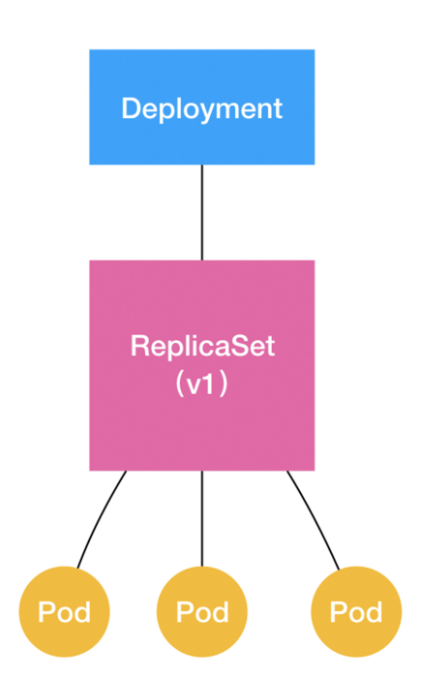 Deployment
ReplicaSet
(v1)
Pod
Pod
Pod